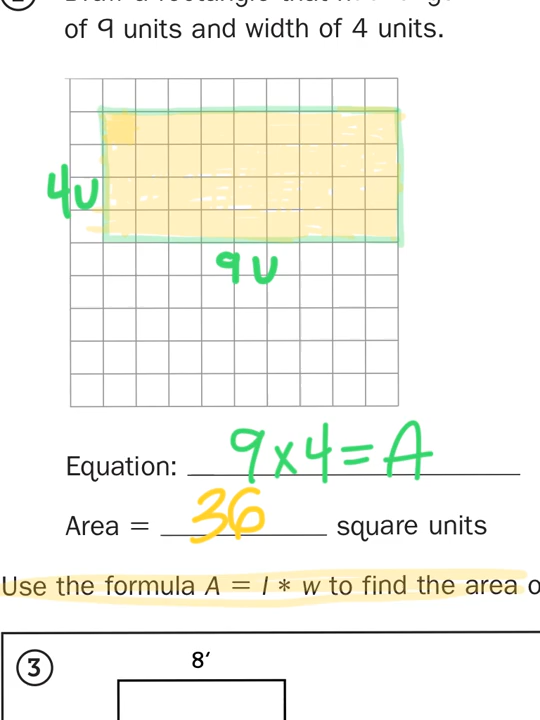 of 9 units and width of 4 units.
4U
9U
Equation: 9x4=A
Area = 36 square units
Use the formula A = l * w to find the area
3
8′